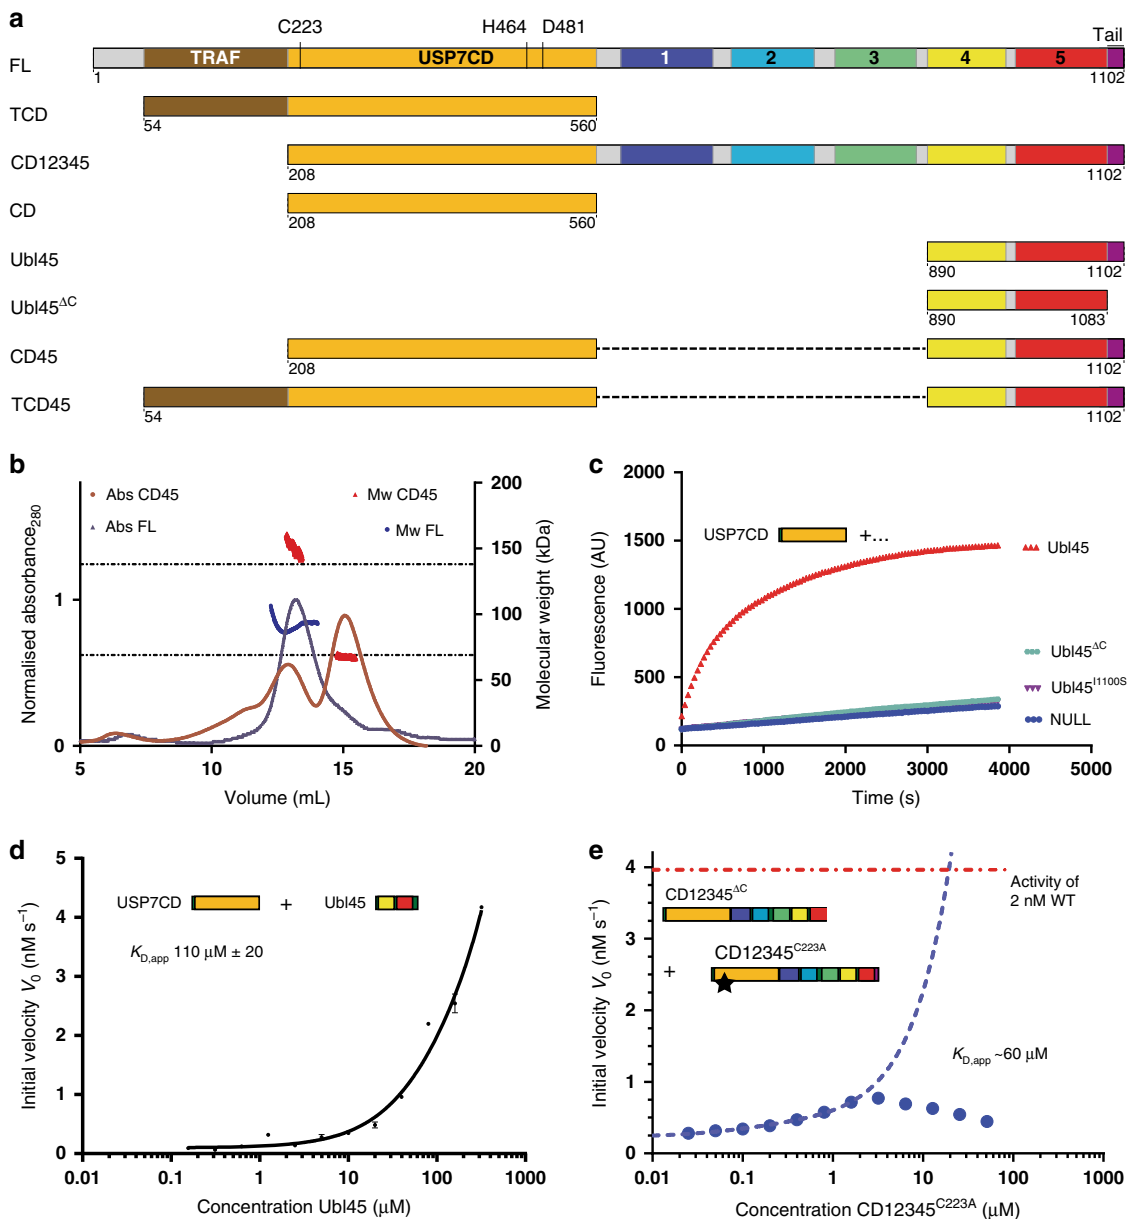 a
C223 H464 D481 Tail
FL TRAF USP7CD 1 2 3 4 5
1 1102
TCD
54 560
CD12345
208 1102
CD
208 560
Ubl45
890 1102
Ubl45ΔC
890 1083
CD45
208 1102
TCD45
54 1102
b
Normalised absorbance280
1
0
Abs CD45
Abs FL
Mw CD45
Mw FL
200
150
100
50
0
Molecular weight (kDa)
5 10 15 20
Volume (mL)
c
Fluorescence (AU)
2000
1500
1000
500
0
USP7CD +...
Ubl45
Ubl45ΔC
Ubl45I1100S
NULL
0 1000 2000 3000 4000 5000
Time (s)
d
Initial velocity V0 (nM s−1)
5
4
3
2
1
0
USP7CD + Ubl45
KD,app 110 μM ± 20
0.01 0.1 1 10 100 1000
Concentration Ubl45 (μM)
e
Initial velocity V0 (nM s−1)
4
3
2
1
0
Activity of
2 nM WT
CD12345ΔC
CD12345C223A
+
KD,app ~60 μM
0.01 0.1 1 10 100 1000
Concentration CD12345C223A (μM)